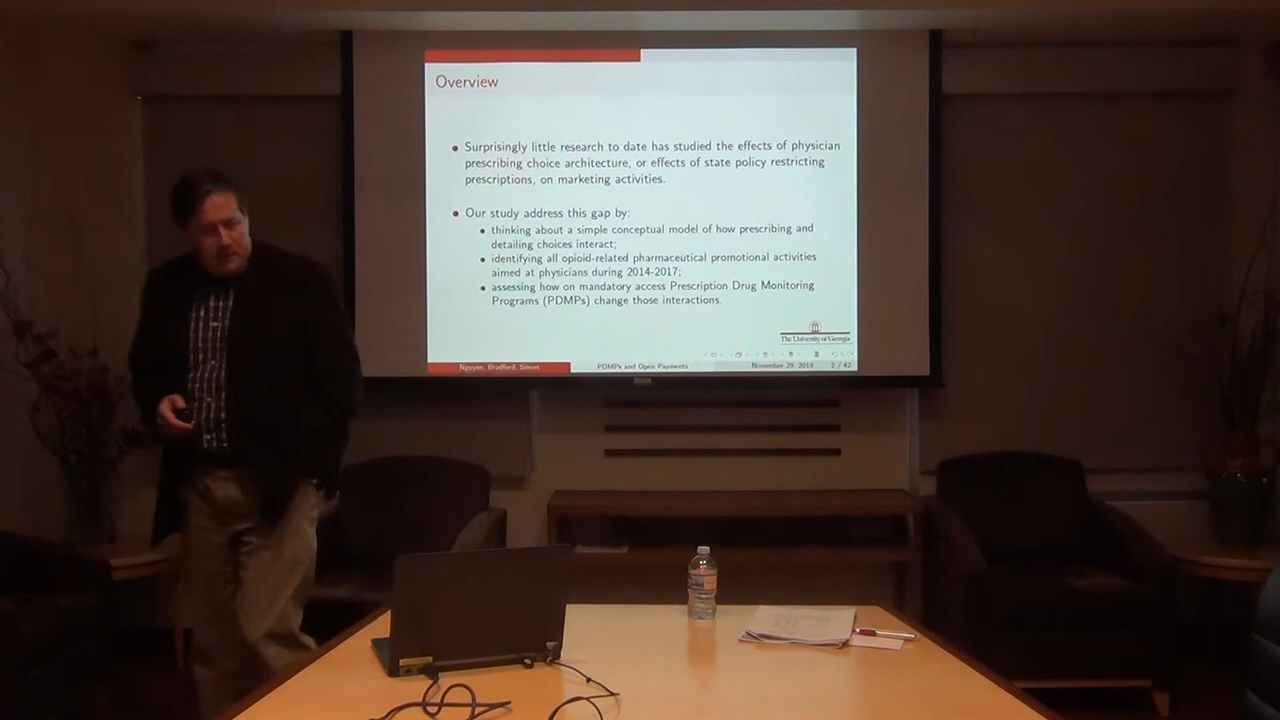 Overview
• Surprisingly little research to date has studied the effects of physician
prescribing choice architecture, or effects of state policy restricting
prescriptions, on marketing activities.
• Our study address this gap by:
• thinking about a simple conceptual model of how prescribing and
detailing choices interact;
• identifying all opioid-related pharmaceutical promotional activities
aimed at physicians during 2014-2017;
• assessing how on mandatory access Prescription Drug Monitoring
Programs (PDMPs) change those interactions.
The University of Georgia
Nguyen, Bradford, Simon
PDMPs and Open Payments
November 29, 2018
2 / 42